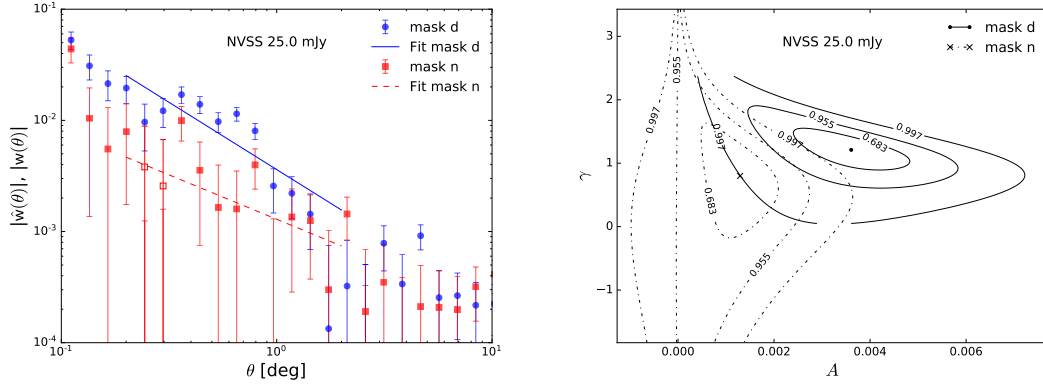 10^{-1}
10^{-2}
10^{-3}
10^{-4}
|ŵ(θ)|, |w(θ)|
NVSS 25.0 mJy
mask d
Fit mask d
mask n
Fit mask n
10^{-1}
10^{0}
10^{1}
θ [deg]
3
2
1
0
−1
γ
NVSS 25.0 mJy
mask d
mask n
0.997
0.955
0.997
0.683
0.955
0.997
0.955
0.683
0.997
0.000
0.002
0.004
0.006
A